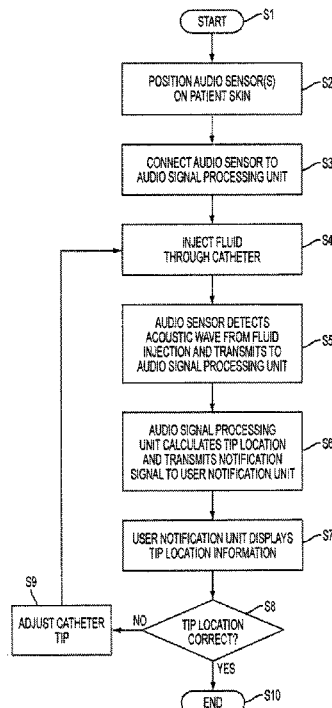 START
S1
POSITION AUDIO SENSOR(S)
ON PATIENT SKIN
S2
CONNECT AUDIO SENSOR TO
AUDIO SIGNAL PROCESSING UNIT
S3
INJECT FLUID
THROUGH CATHETER
S4
AUDIO SENSOR DETECTS
ACOUSTIC WAVE FROM FLUID
INJECTION AND TRANSMITS TO
AUDIO SIGNAL PROCESSING UNIT
S5
AUDIO SIGNAL PROCESSING
UNIT CALCULATES TIP LOCATION
AND TRANSMITS NOTIFICATION
SIGNAL TO USER NOTIFICATION UNIT
S6
USER NOTIFICATION UNIT DISPLAYS
TIP LOCATION INFORMATION
S7
S9
ADJUST CATHETER
TIP
NO
TIP LOCATION
CORRECT?
S8
YES
END
S10